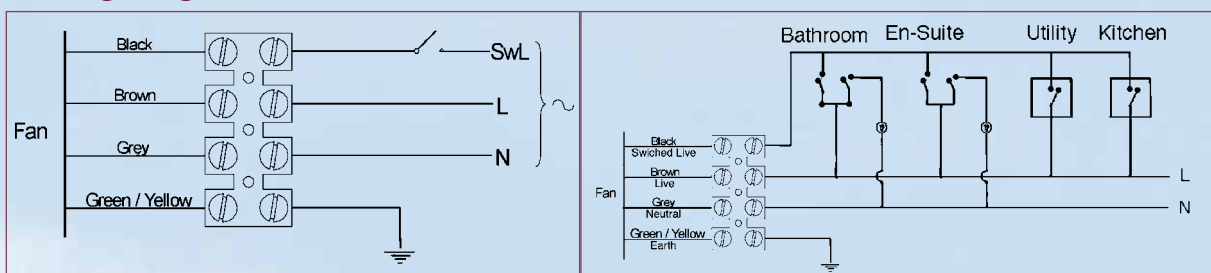 Black
SwL
Brown
L
Fan
Grey
N
Green / Yellow
Bathroom En-Suite Utility Kitchen
Black
Swiched Live
Brown
Live
L
Fan
Grey
Neutral
N
Green / Yellow
Earth